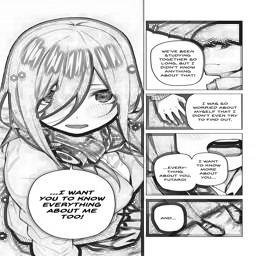 WE'VE BEEN
STUDYING
TOGETHER SO
LONG, BUT I
DIDN'T KNOW
ANYTHING ABOUT
THAT!
I WAS SO
WORRIED ABOUT
MYSELF THAT I
DIDN'T EVEN TRY
TO FIND OUT.
I WANT
TO KNOW
MORE
ABOUT
YOU...
EVERY-
THING
ABOUT YOU,
FUTARO!
AND...
...I WANT
YOU TO KNOW
EVERYTHING
ABOUT ME
TOO!